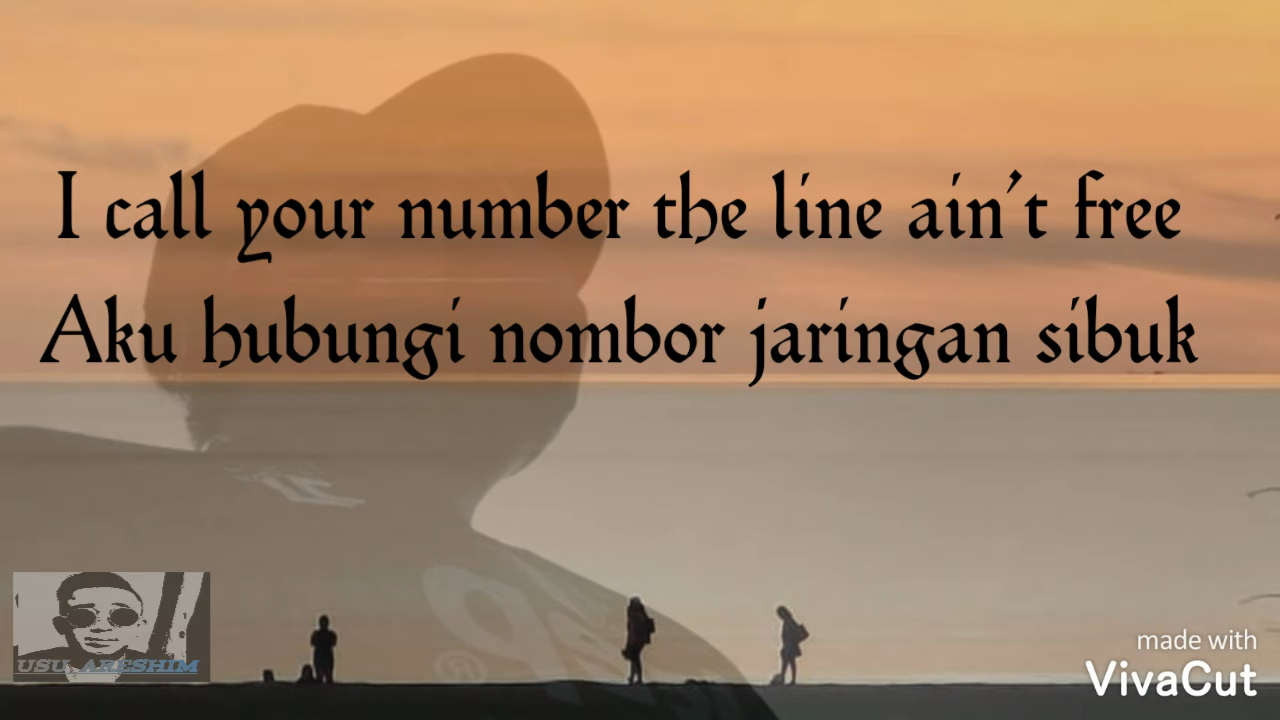 I call your number the line ain't free
Aku hubungi nombor jaringan sibuk
USU_ARESHIM
made with
VivaCut